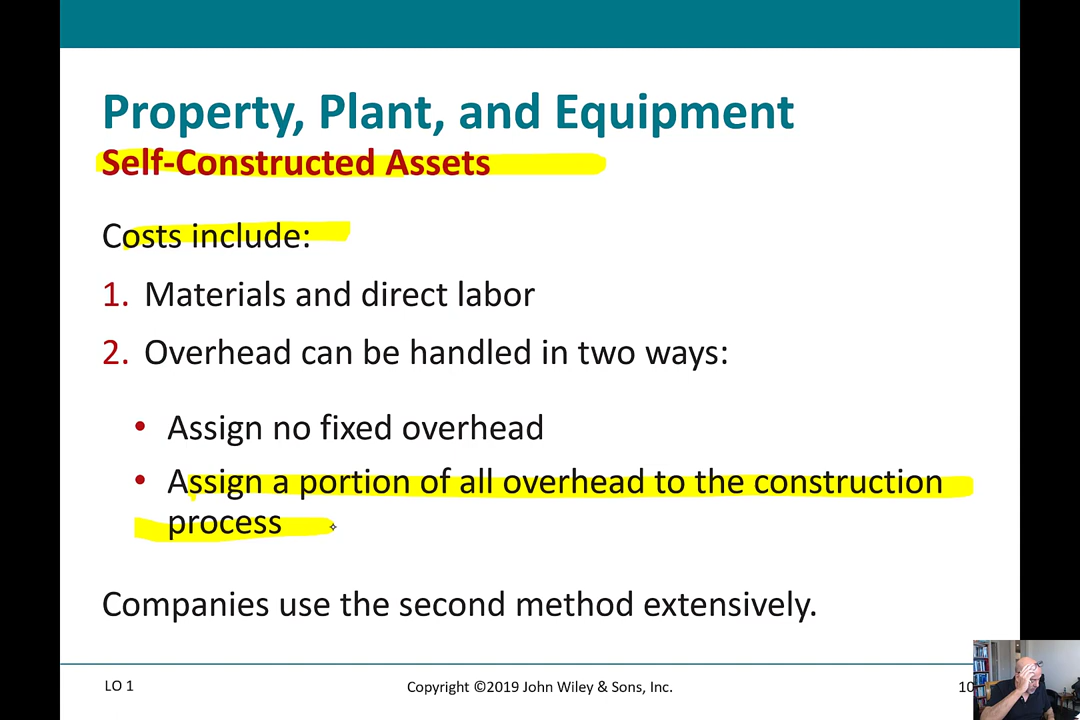 Property, Plant, and Equipment
Self-Constructed Assets
Costs include:
1. Materials and direct labor
2. Overhead can be handled in two ways:
• Assign no fixed overhead
• Assign a portion of all overhead to the construction
process
Companies use the second method extensively.
LO 1
Copyright ©2019 John Wiley & Sons, Inc.
10